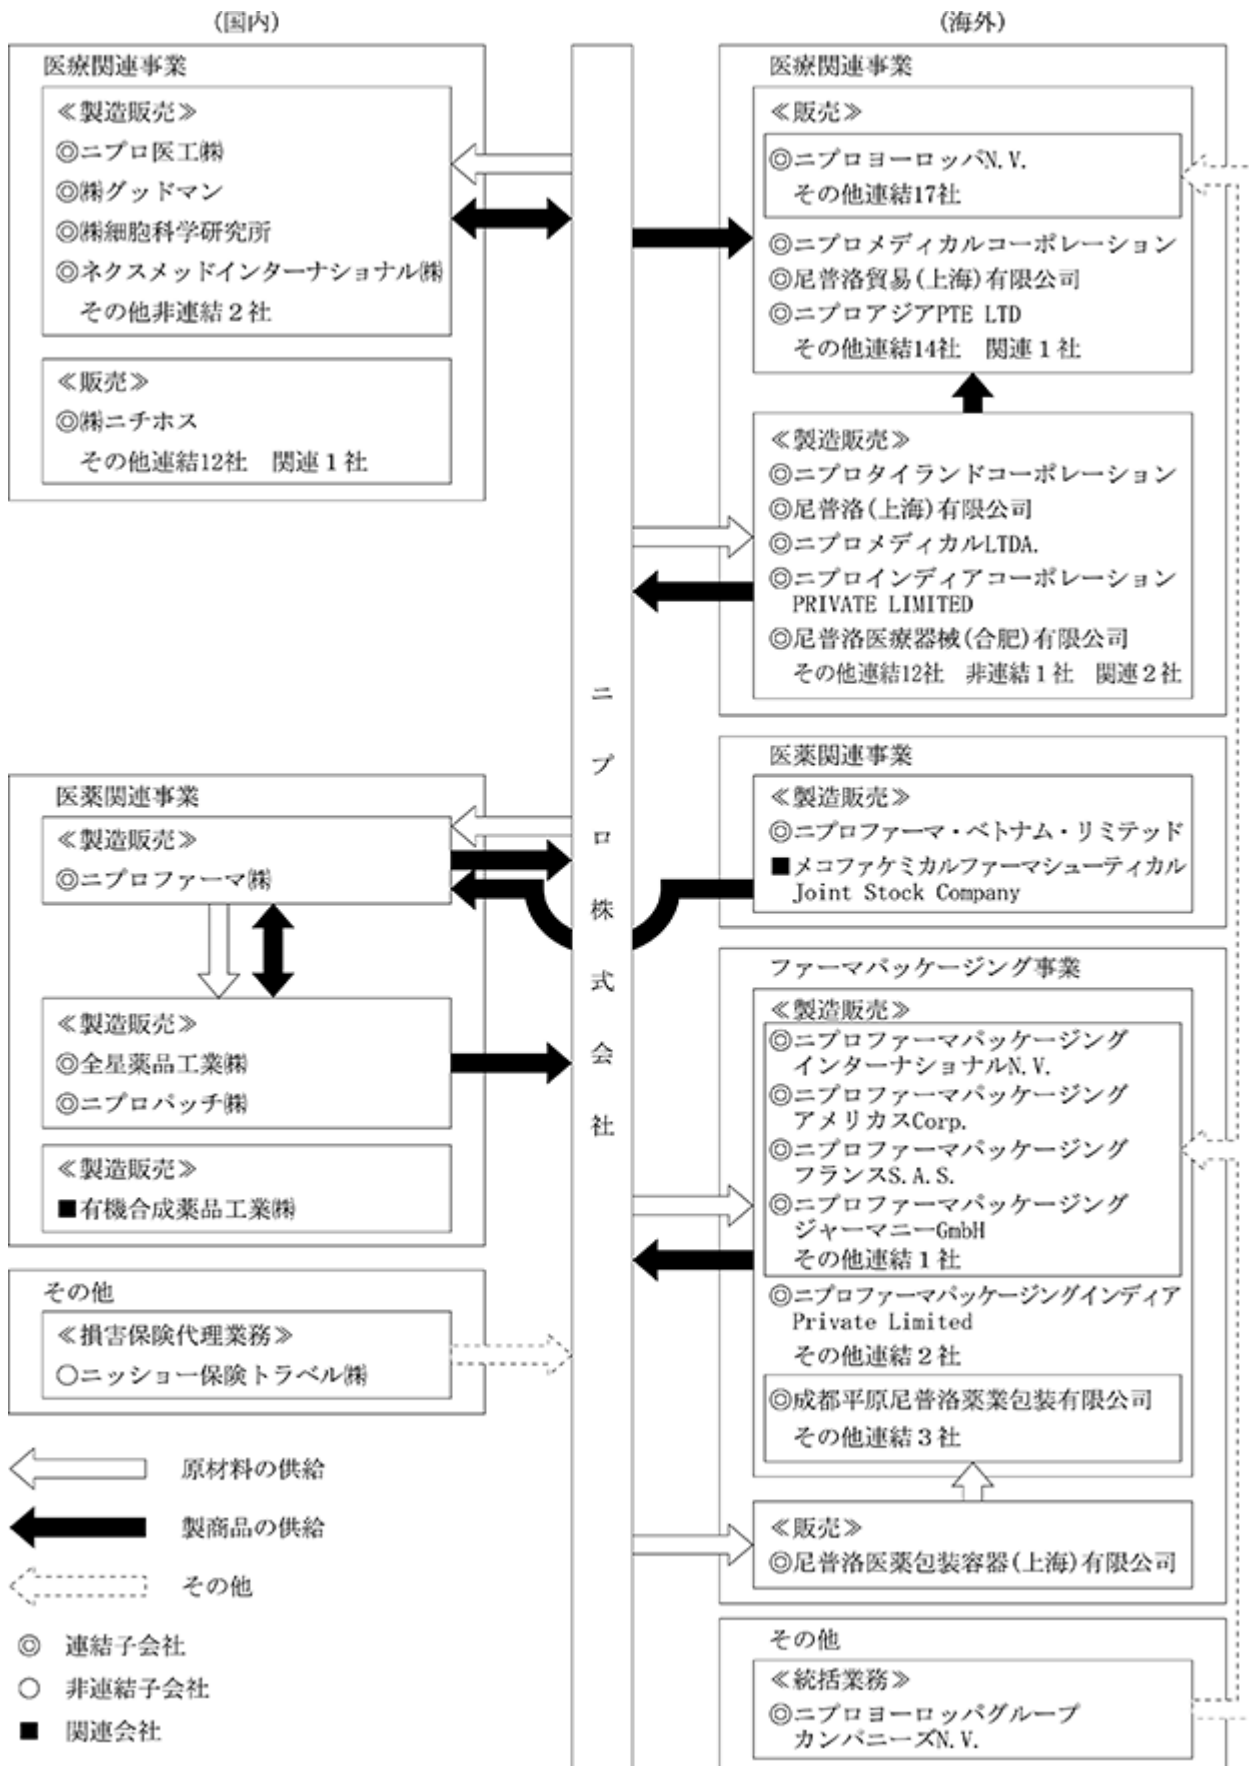 (国内)
医療関連事業
≪製造販売≫
◎ニプロ医工㈱
◎㈱グッドマン
◎㈱細胞科学研究所
◎ネクスメッドインターナショナル㈱
その他非連結２社
≪販売≫
◎㈱ニチホス
その他連結12社　関連１社
医薬関連事業
≪製造販売≫
◎ニプロファーマ㈱
≪製造販売≫
◎全星薬品工業㈱
◎ニプロパッチ㈱
≪製造販売≫
■有機合成薬品工業㈱
その他
≪損害保険代理業務≫
○ニッショー保険トラベル㈱
原材料の供給
製商品の供給
その他
◎ 連結子会社
○ 非連結子会社
■ 関連会社
ニプロ株式会社
(海外)
医療関連事業
≪販売≫
◎ニプロヨーロッパN.V.
その他連結17社
◎ニプロメディカルコーポレーション
◎尼普洛貿易(上海)有限公司
◎ニプロアジアPTE LTD
その他連結14社　関連１社
≪製造販売≫
◎ニプロタイランドコーポレーション
◎尼普洛(上海)有限公司
◎ニプロメディカルLTDA.
◎ニプロインディアコーポレーション
PRIVATE LIMITED
◎尼普洛医療器械(合肥)有限公司
その他連結12社　非連結１社　関連２社
医薬関連事業
≪製造販売≫
◎ニプロファーマ・ベトナム・リミテッド
■メコファケミカルファーマシューティカル
Joint Stock Company
ファーマパッケージング事業
≪製造販売≫
◎ニプロファーマパッケージング
インターナショナルN.V.
◎ニプロファーマパッケージング
アメリカスCorp.
◎ニプロファーマパッケージング
フランスS.A.S.
◎ニプロファーマパッケージング
ジャーマニーGmbH
その他連結１社
◎ニプロファーマパッケージングインディア
Private Limited
その他連結２社
◎成都平原尼普洛薬業包装有限公司
その他連結３社
≪販売≫
◎尼普洛医薬包装容器(上海)有限公司
その他
≪統括業務≫
◎ニプロヨーロッパグループ
カンパニーズN.V.